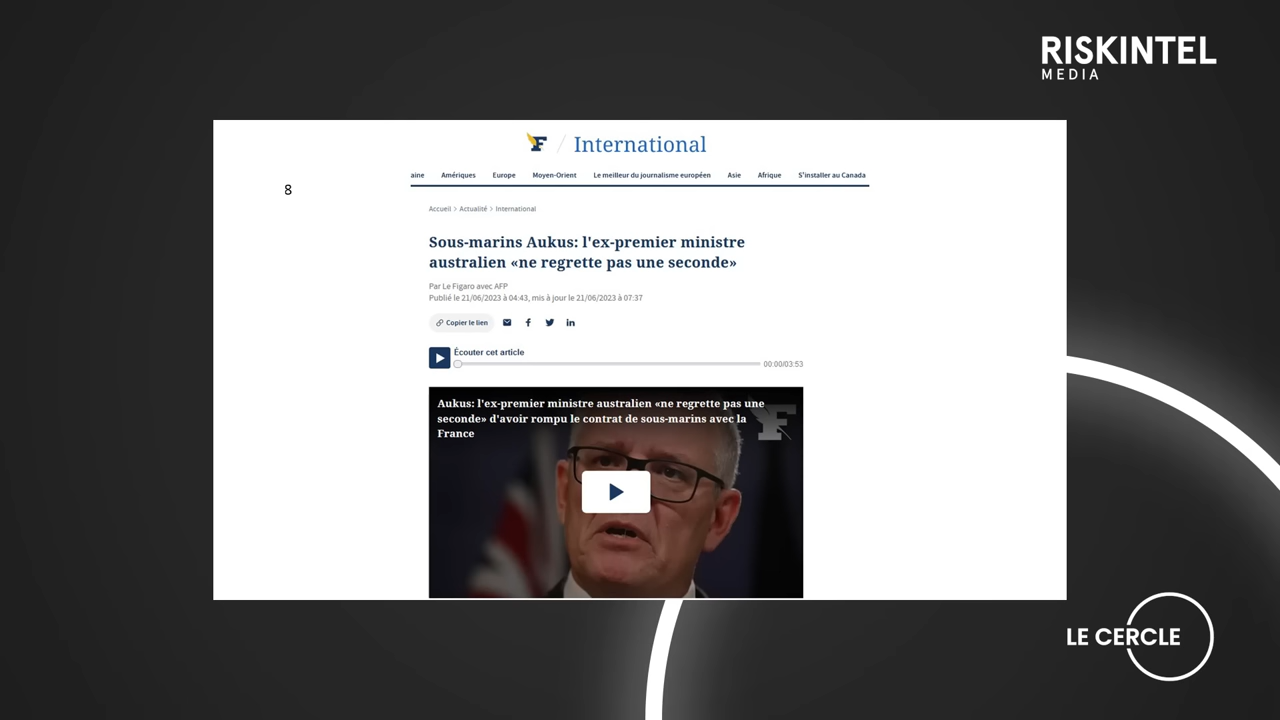 RISKINTEL
MEDIA
F / International
aine Amériques Europe Moyen-Orient Le meilleur du journalisme européen Asie Afrique S'installer au Canada
8
Accueil > Actualité > International
Sous-marins Aukus: l'ex-premier ministre
australien «ne regrette pas une seconde»
Par Le Figaro avec AFP
Publié le 21/06/2023 à 04:43, mis à jour le 21/06/2023 à 07:37
Copier le lien
Écouter cet article
00:00/03:53
Aukus: l'ex-premier ministre australien «ne regrette pas une
seconde» d'avoir rompu le contrat de sous-marins avec la
France
F
LE CERCLE